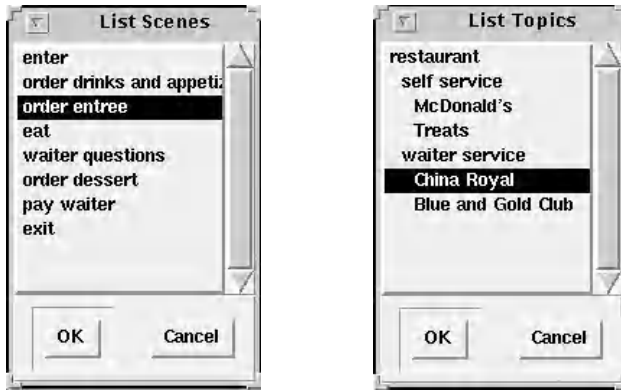 List Scenes
enter
order drinks and appetiz
order entree
eat
waiter questions
order dessert
pay waiter
exit
OK Cancel
List Topics
restaurant
self service
McDonald's
Treats
waiter service
China Royal
Blue and Gold Club
OK Cancel